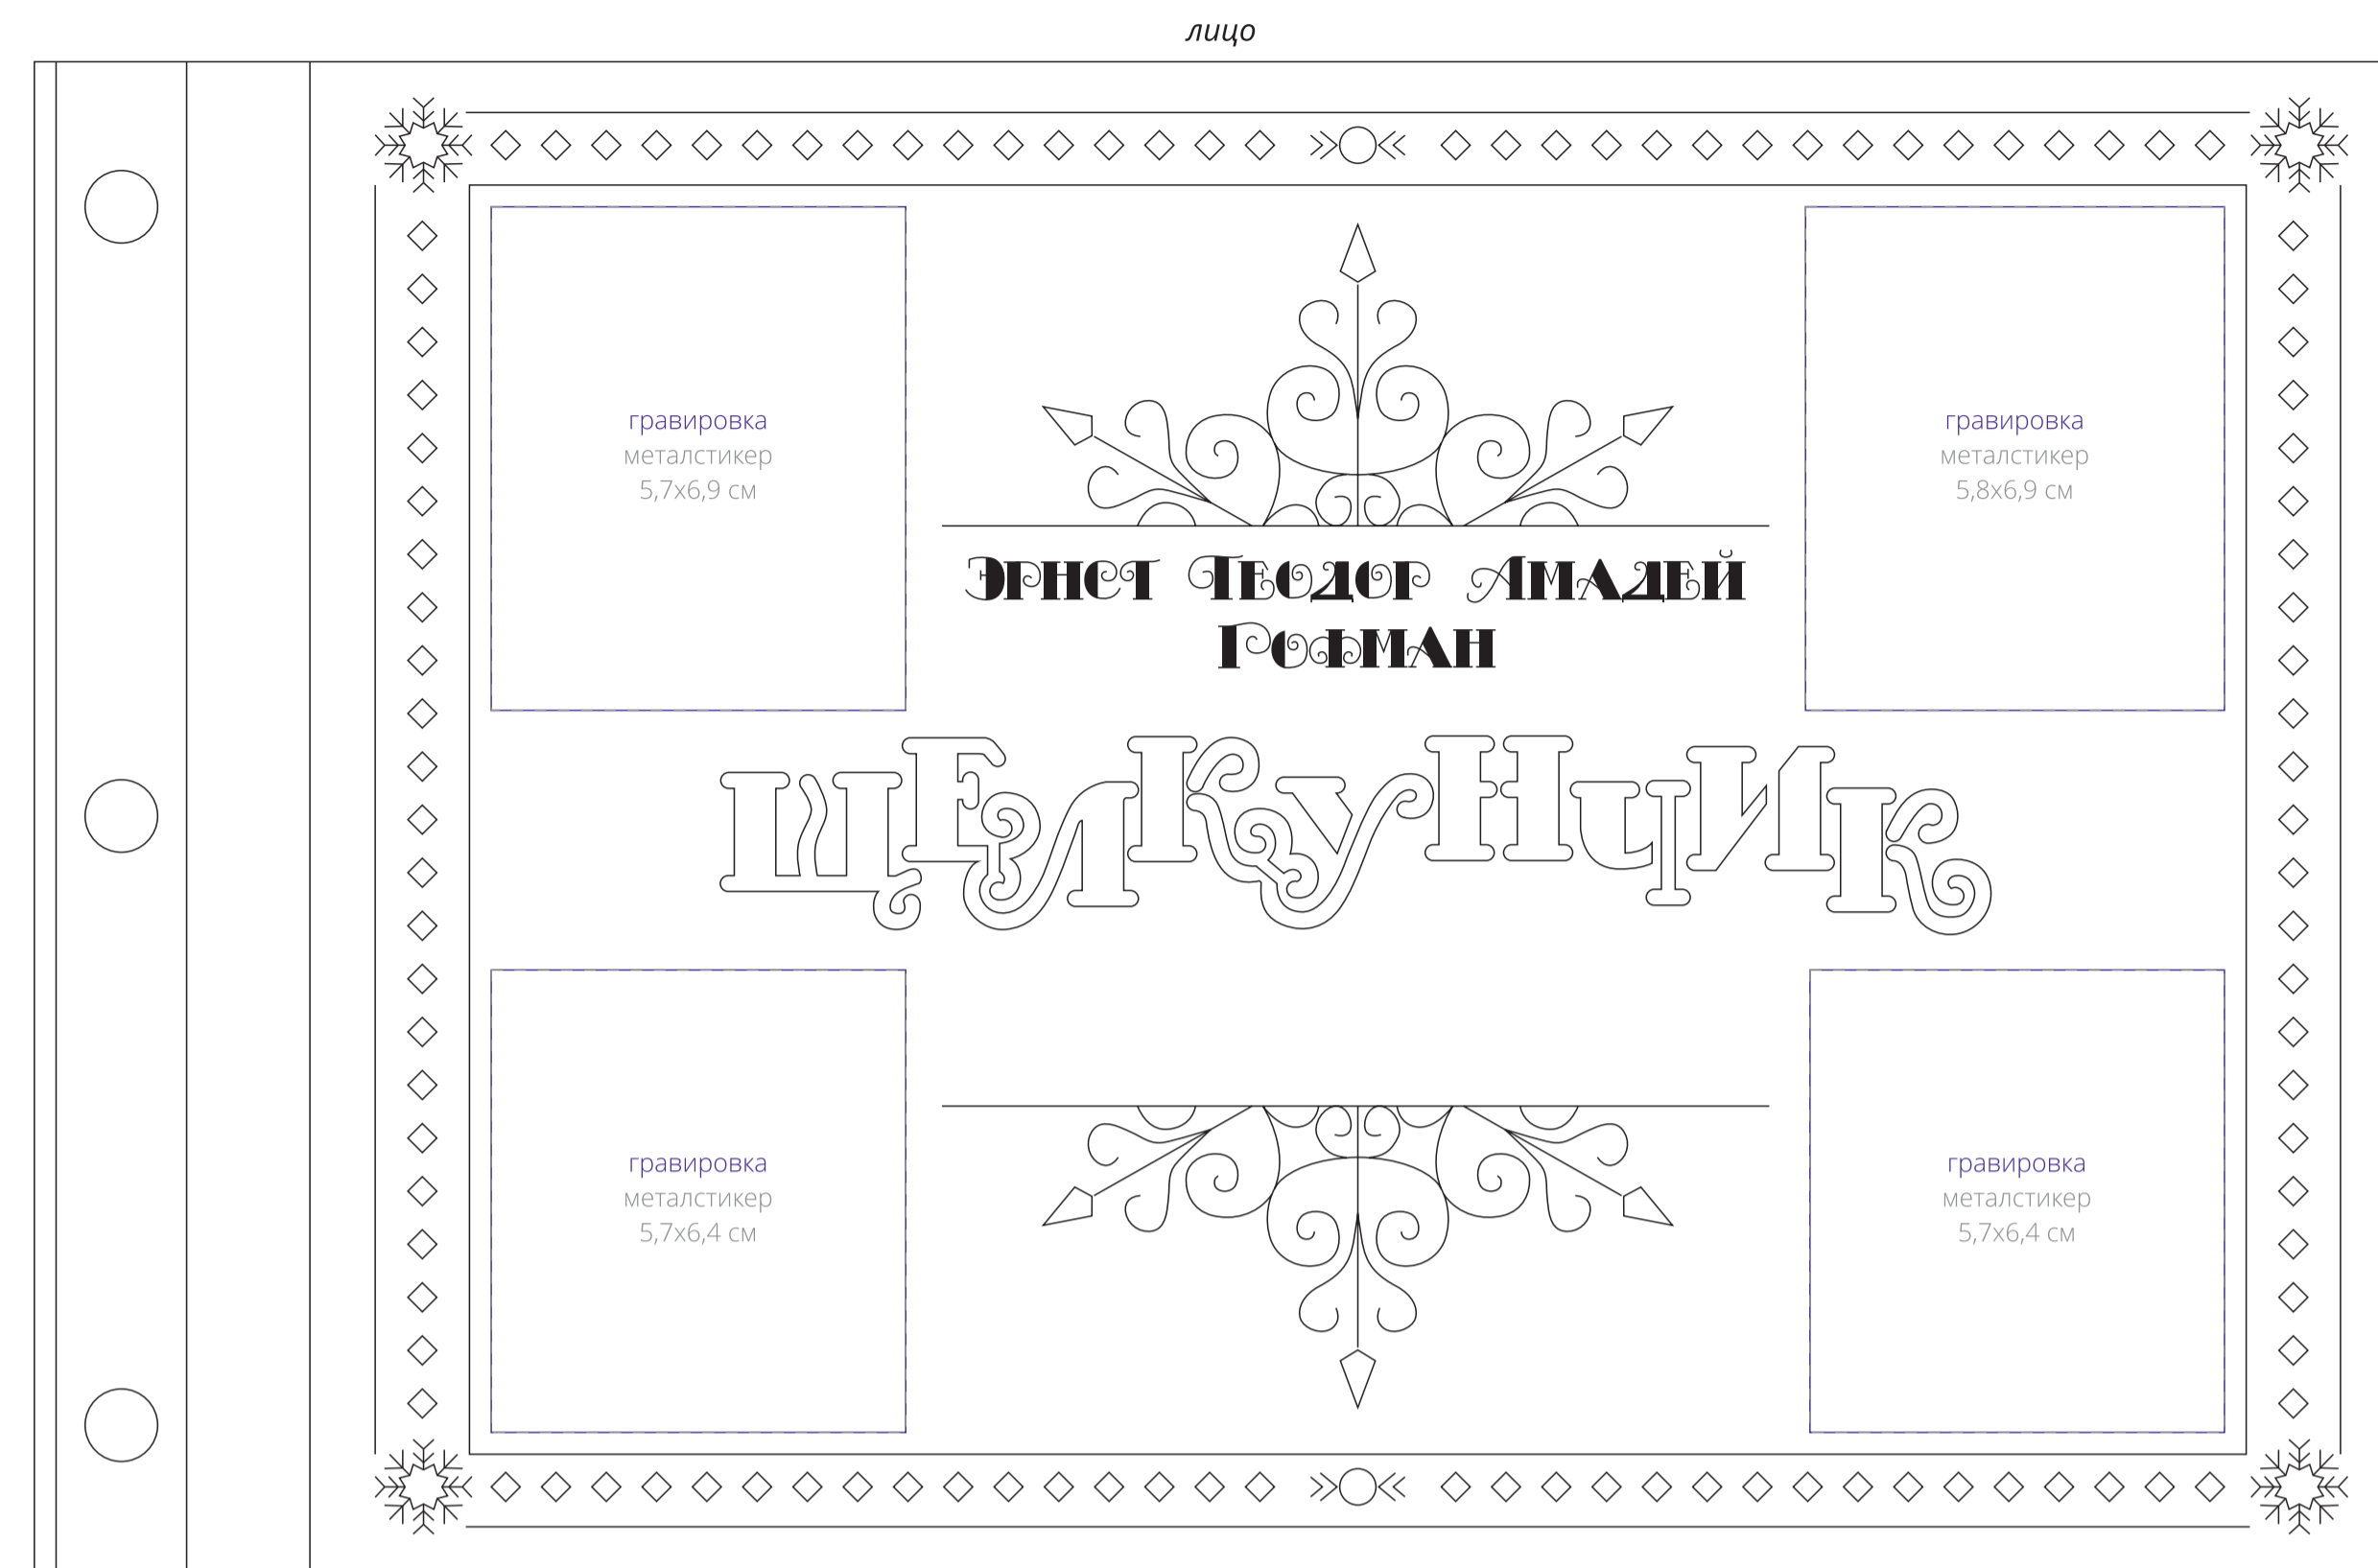 лицо
гравировка
металстикер
5,7х6,9 см
гравировка
металстикер
5,8х6,9 см
Эрнст Теодор Амадей
Гофман
ЩЕЛКУНЧИК
гравировка
металстикер
5,7х6,4 см
гравировка
металстикер
5,7х6,4 см